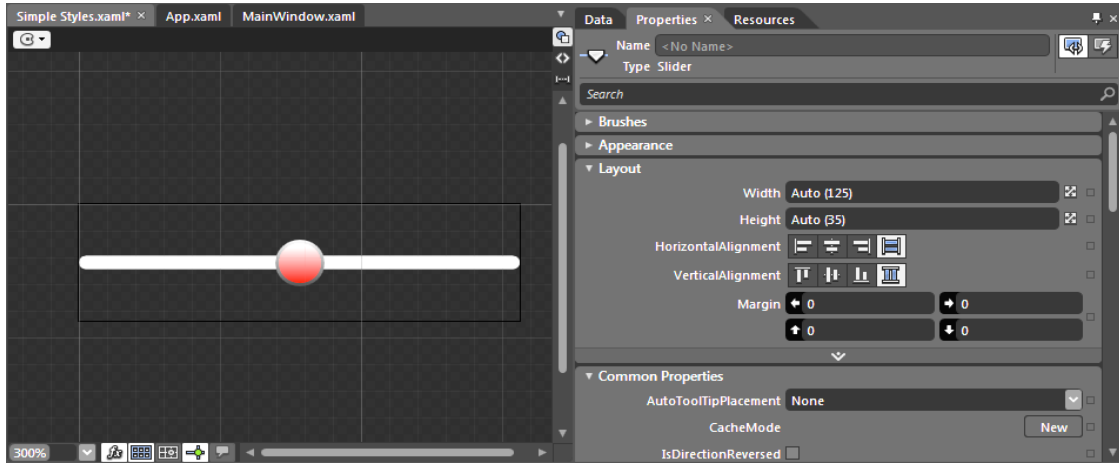 Simple Styles.xaml* × App.xaml MainWindow.xaml
300%
Data Properties × Resources
Name <No Name>
Type Slider
Search
Brushes
Appearance
Layout
Width Auto (125)
Height Auto (35)
HorizontalAlignment
VerticalAlignment
Margin 0 0
0 0
Common Properties
AutoToolTipPlacement None
CacheMode New
IsDirectionReversed